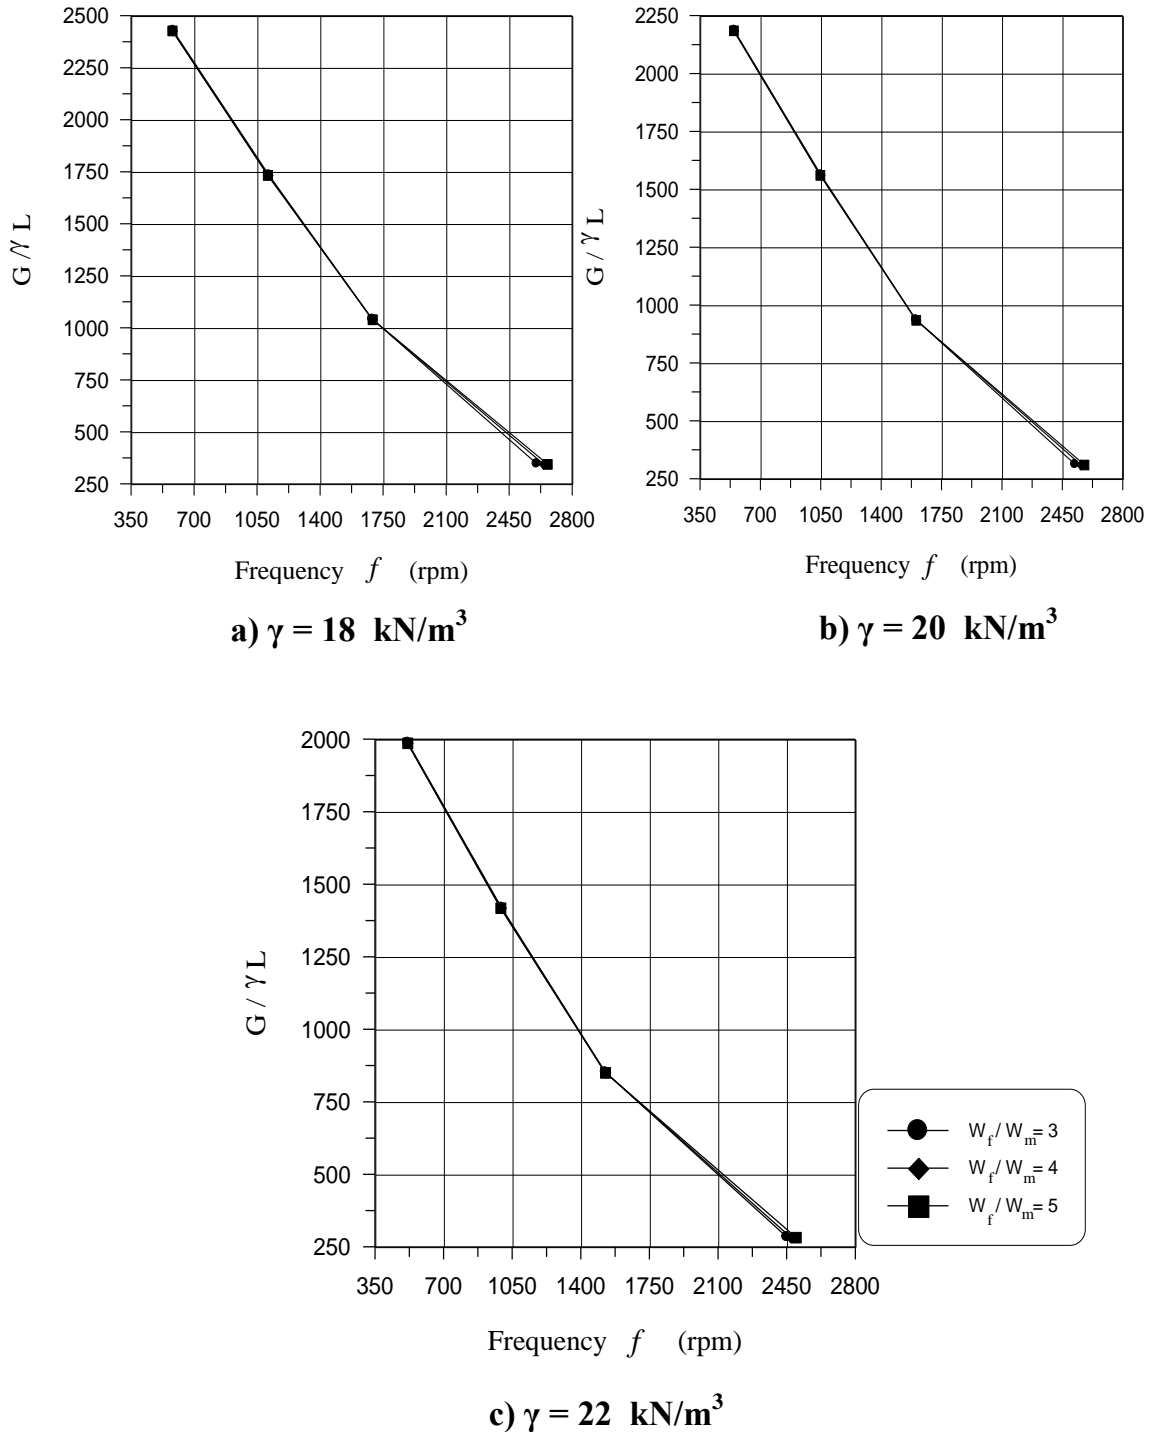 2500
2250
2000
1750
1500
1250
1000
750
500
250
G / γ L
350 700 1050 1400 1750 2100 2450 2800
Frequency f (rpm)
a) γ = 18 kN/m³
2250
2000
1750
1500
1250
1000
750
500
250
G / γ L
350 700 1050 1400 1750 2100 2450 2800
Frequency f (rpm)
b) γ = 20 kN/m³
2000
1750
1500
1250
1000
750
500
250
G / γ L
350 700 1050 1400 1750 2100 2450 2800
Frequency f (rpm)
W_f / W_m = 3
W_f / W_m = 4
W_f / W_m = 5
c) γ = 22 kN/m³